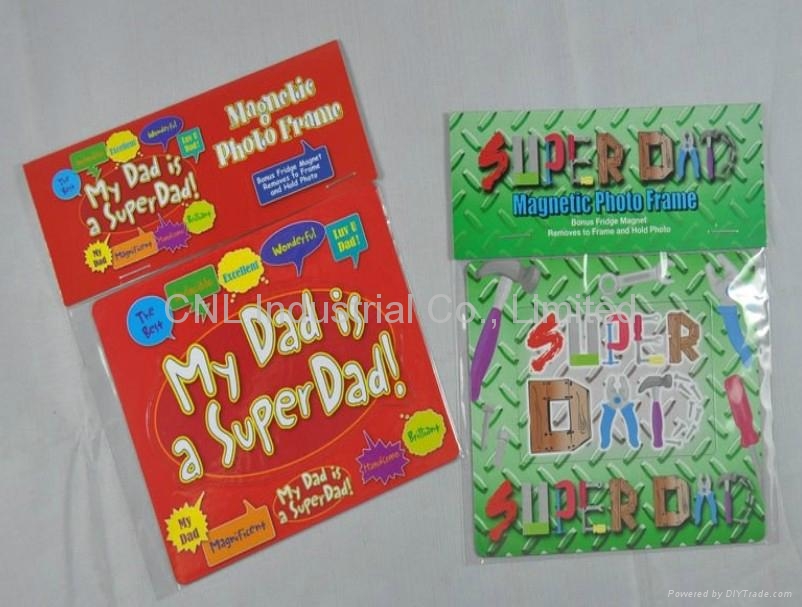 Magnetic
Photo Frame
Excellent
Wonderful
Luv U
Dad!
The
Best
My Dad is
a SuperDad!
Bonus Fridge Magnet
Removes to Frame
and Hold Photo
My
Dad
Magnificent
Handsome
Brilliant
The
Best
Excellent
Wonderful
Luv U
Dad!
My Dad is
a SuperDad!
Brilliant
Handsome
My Dad is
a SuperDad!
My
Dad
Magnificent
SUPER DAD
Magnetic Photo Frame
Bonus Fridge Magnet
Removes to Frame and Hold Photo
SUPER
DAD
SUPER DAD
CNL Industrial Co., Limited
Powered by DIYTrade.com